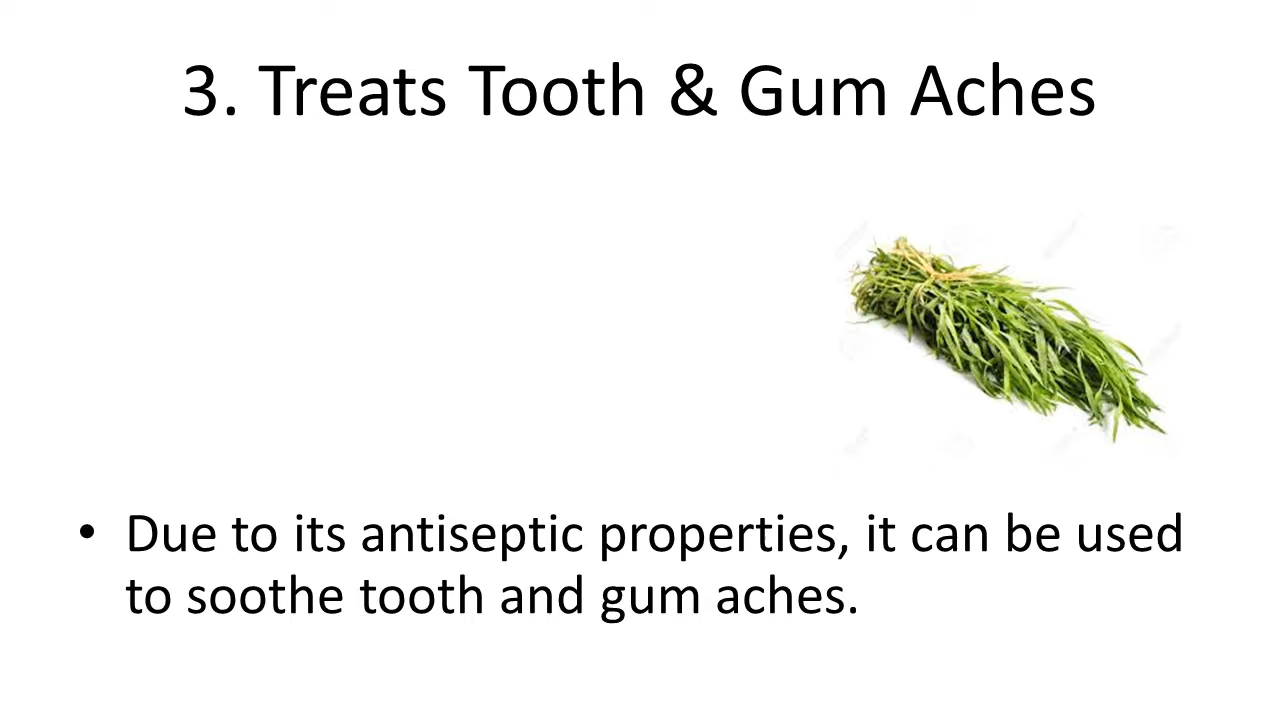 3. Treats Tooth & Gum Aches
• Due to its antiseptic properties, it can be used
to soothe tooth and gum aches.